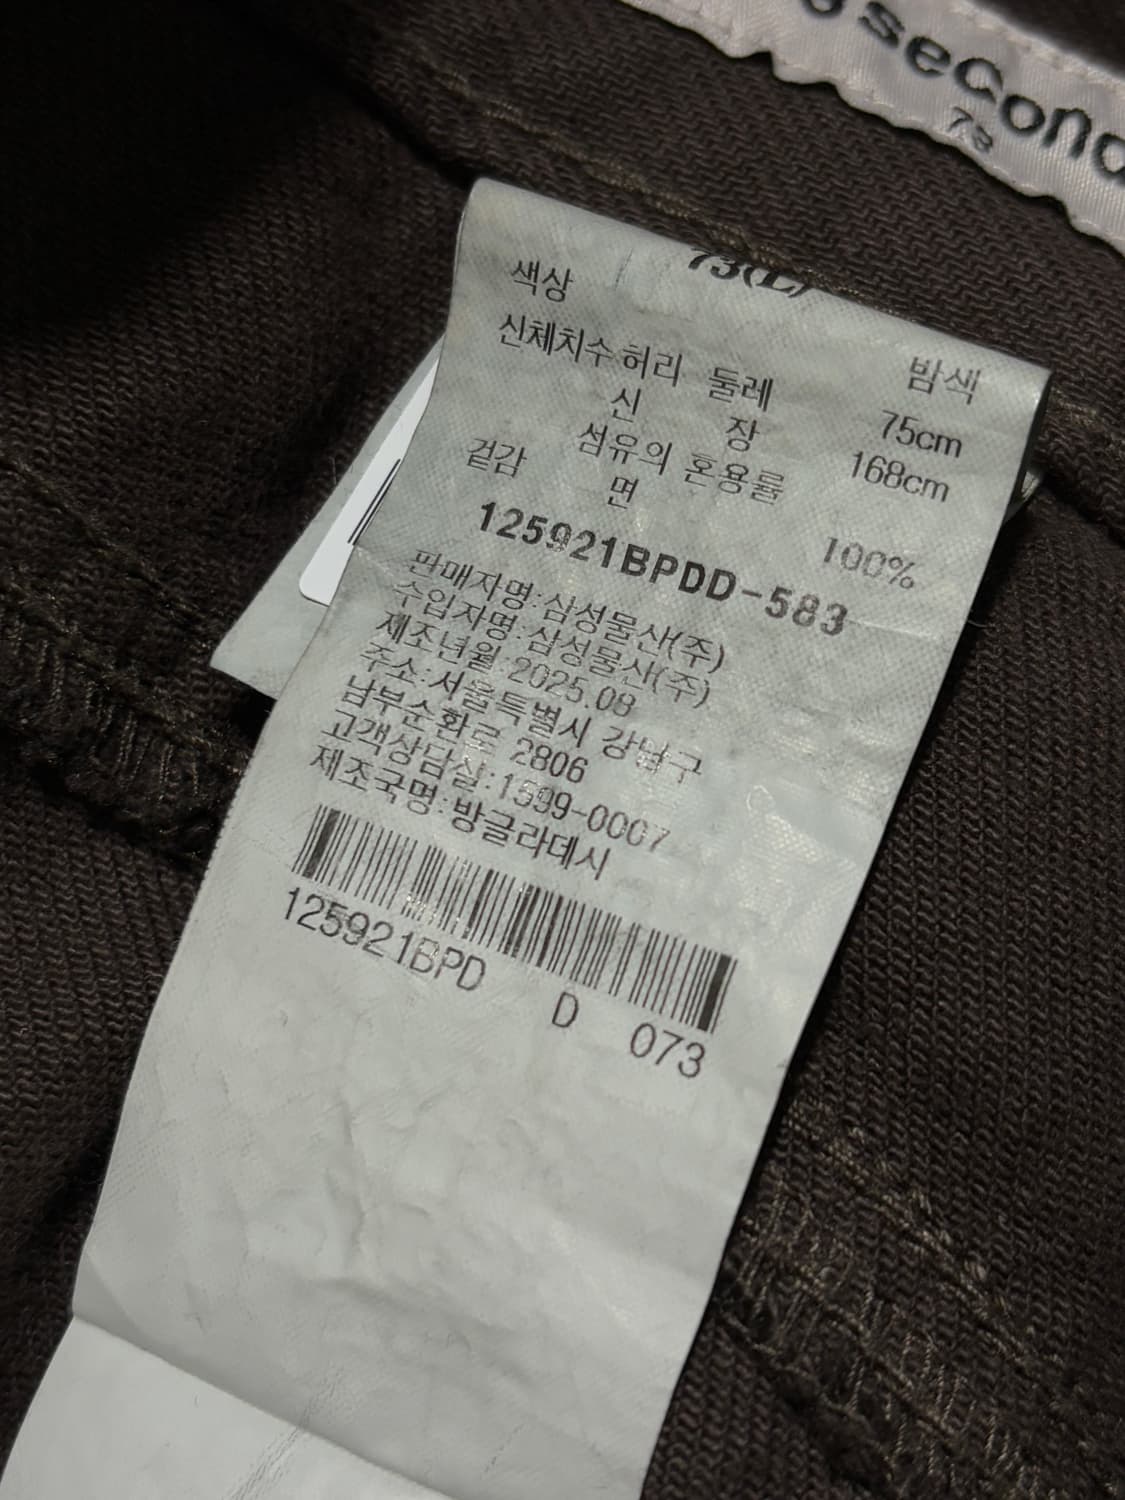 seconds
73
73(L)
색상 밤색
신체치수 허리 둘레 75cm
신 장 168cm
섬유의 혼용률
겉감 면 100%
125921BPDD-583
판매자명:삼성물산(주)
수입자명:삼성물산(주)
제조년월:2025.08
주소:서울특별시 강남구
남부순환로 2806
고객상담실:1599-0007
제조국명:방글라데시
125921BPD D 073